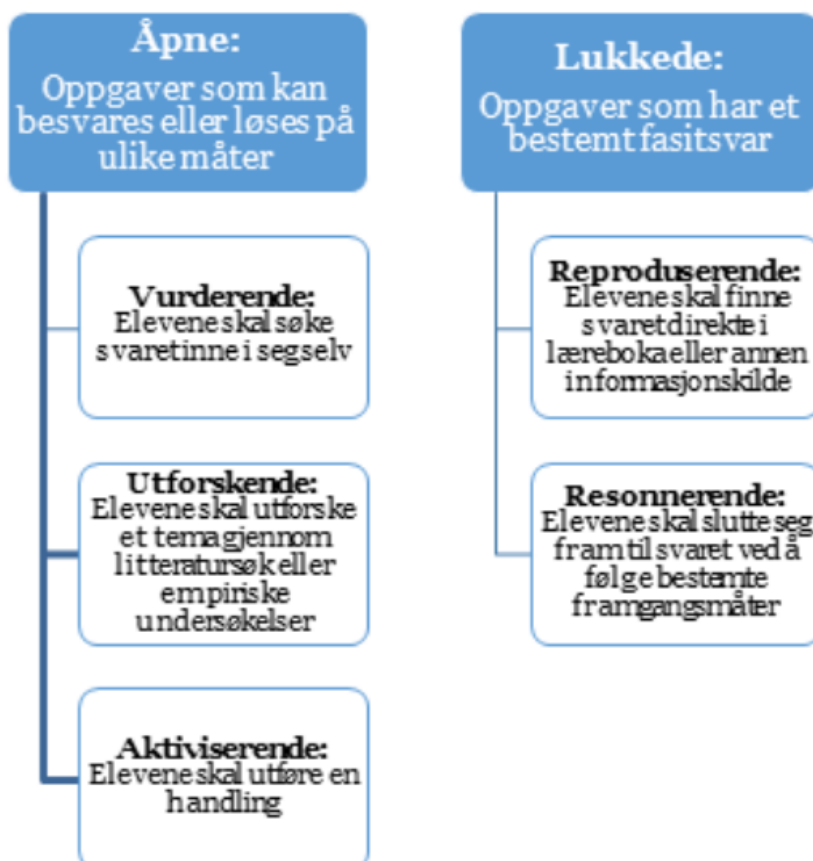 Åpne:
Oppgaver som kan
besvares eller løses på
ulike måter
Vurderende:
Elevene skal søke
svaret inne i seg selv
Utforskende:
Elevene skal utforske
et tema gjennom
litteratursøk eller
empiriske
undersøkelser
Aktiviserende:
Elevene skal utføre en
handling
Lukkede:
Oppgaver som har et
bestemt fasitsvar
Reproduserende:
Elevene skal finne
svaret direkte i
læreboka eller annen
informasjonskilde
Resonnerende:
Elevene skal slutte seg
fram til svaret ved å
følge bestemte
framgangsmåter